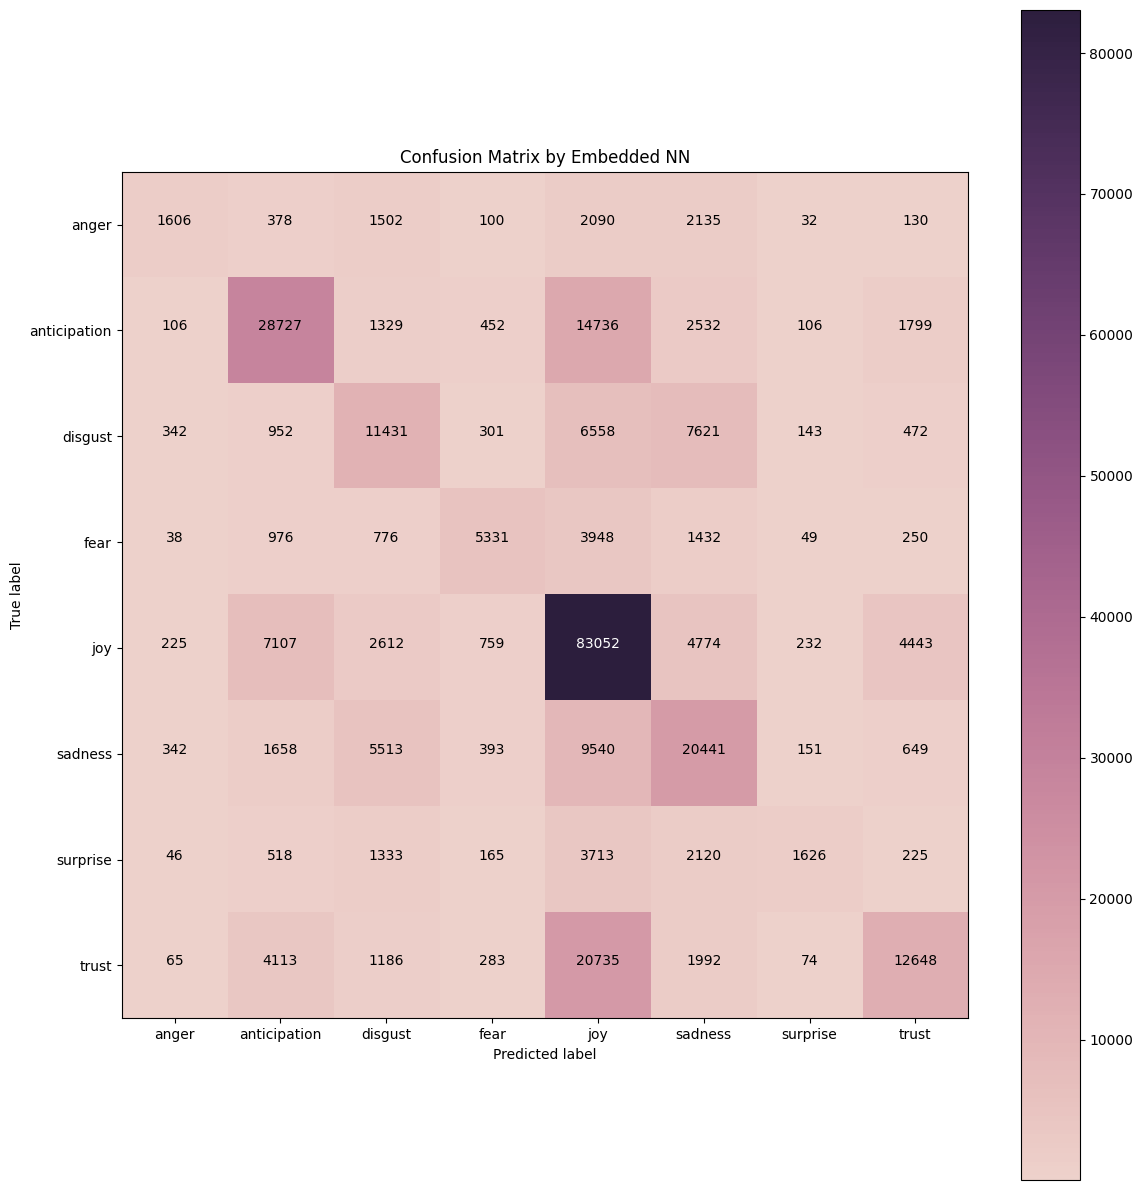 Confusion Matrix by Embedded NN
anger 1606 378 1502 100 2090 2135 32 130
anticipation 106 28727 1329 452 14736 2532 106 1799
disgust 342 952 11431 301 6558 7621 143 472
fear 38 976 776 5331 3948 1432 49 250
joy 225 7107 2612 759 83052 4774 232 4443
sadness 342 1658 5513 393 9540 20441 151 649
surprise 46 518 1333 165 3713 2120 1626 225
trust 65 4113 1186 283 20735 1992 74 12648
anger anticipation disgust fear joy sadness surprise trust
Predicted label
True label
80000
70000
60000
50000
40000
30000
20000
10000